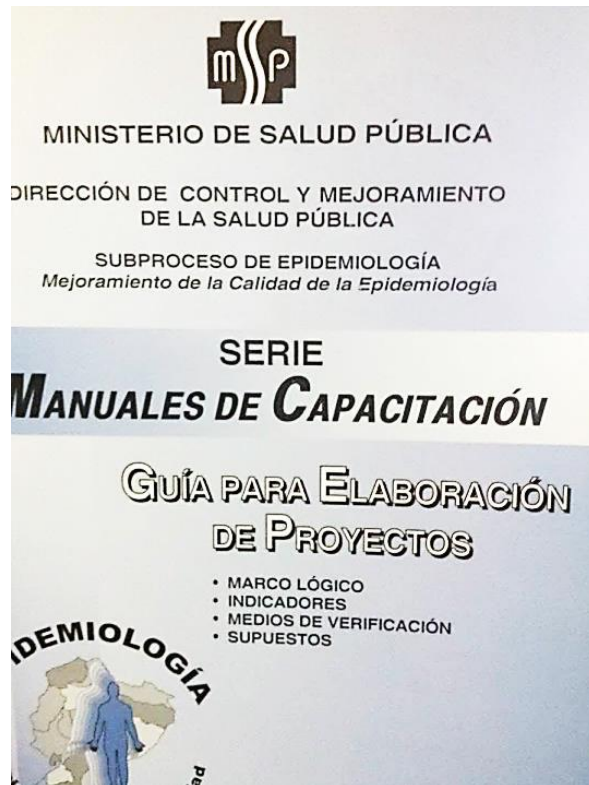 mSp
MINISTERIO DE SALUD PÚBLICA
DIRECCIÓN DE CONTROL Y MEJORAMIENTO
DE LA SALUD PÚBLICA
SUBPROCESO DE EPIDEMIOLOGÍA
Mejoramiento de la Calidad de la Epidemiología
SERIE
MANUALES DE CAPACITACIÓN
GUÍA PARA ELABORACIÓN
DE PROYECTOS
• MARCO LÓGICO
• INDICADORES
• MEDIOS DE VERIFICACIÓN
• SUPUESTOS
IDEMIOLOGÍA